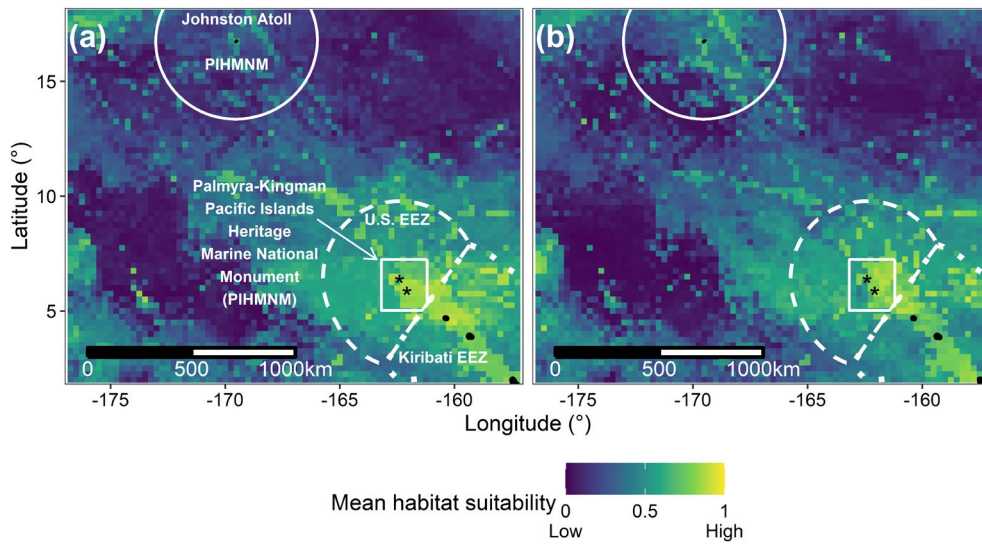 (a)
Johnston Atoll
PIHMNM
Palmyra-Kingman
Pacific Islands
Heritage
Marine National
Monument
(PIHMNM)
U.S. EEZ
Kiribati EEZ
*
*
0 500 1000km
(b)
*
*
0 500 1000km
15
10
5
Latitude (°)
-175 -170 -165 -160
-175 -170 -165 -160
Longitude (°)
Mean habitat suitability
0 0.5 1
Low High